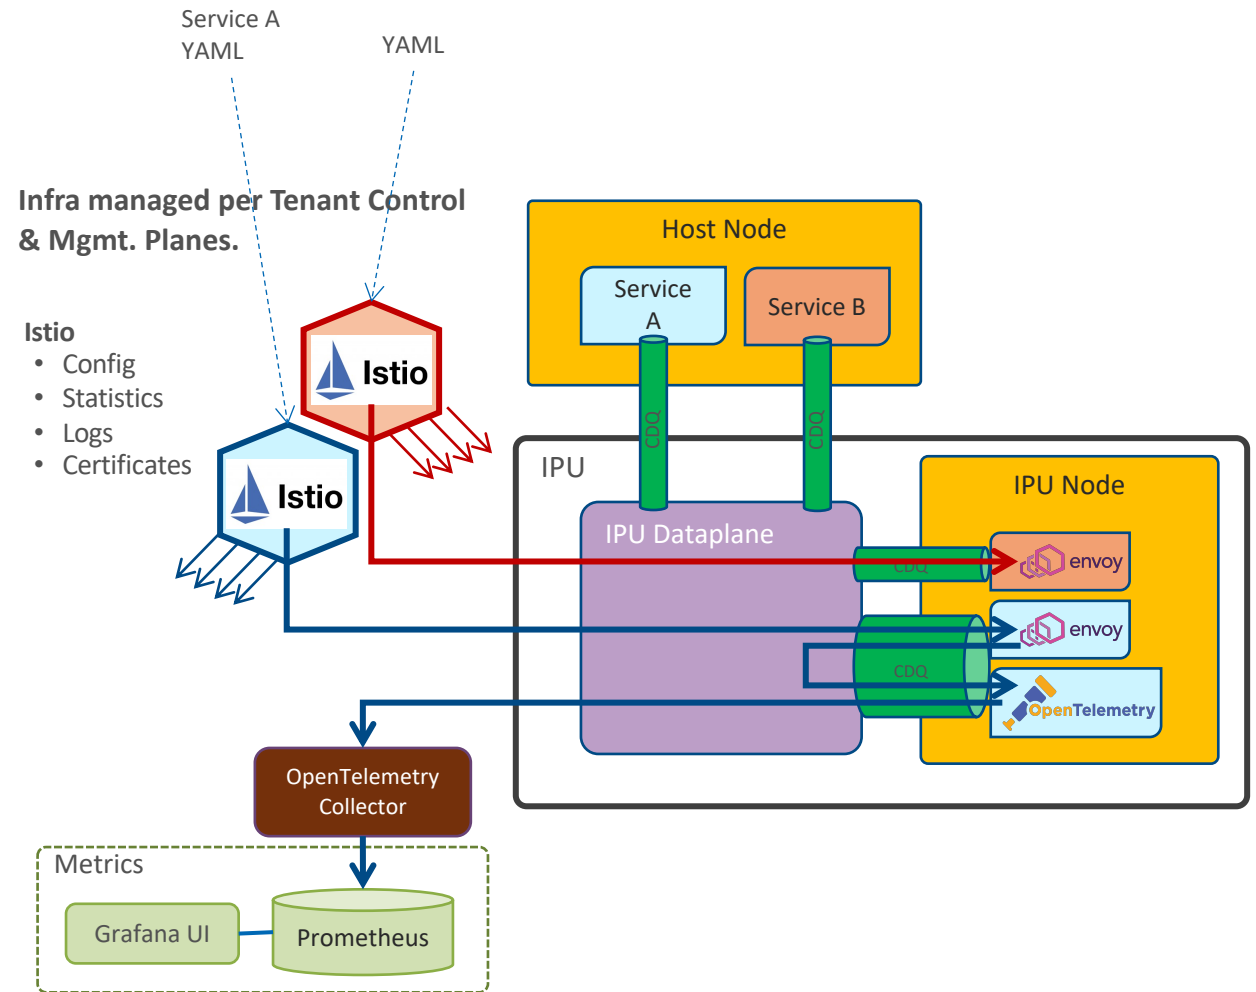 Service A
YAML
YAML
Infra managed per Tenant Control
& Mgmt. Planes.
Istio
• Config
• Statistics
• Logs
• Certificates
Istio
Istio
Host Node
Service
A
Service B
CDQ
CDQ
IPU
IPU Dataplane
IPU Node
CDQ
envoy
envoy
CDQ
OpenTelemetry
OpenTelemetry
Collector
Metrics
Grafana UI
Prometheus